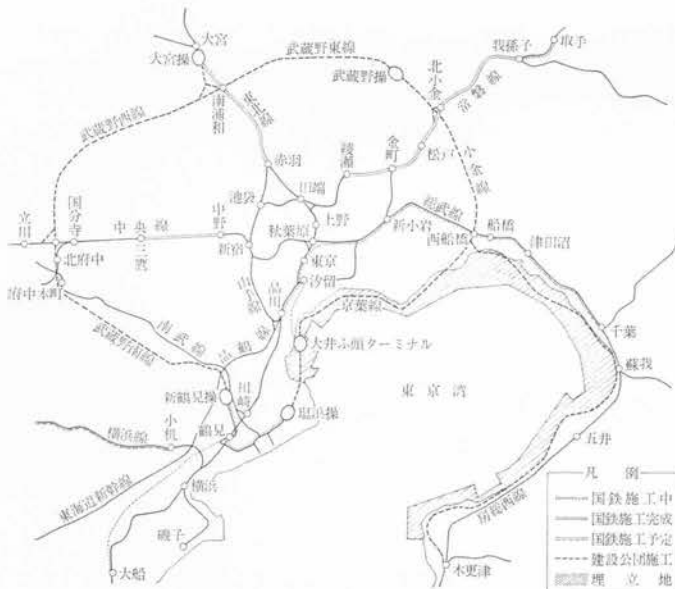 大宮
大宮操
武蔵野東線
武蔵野操
我孫子
取手
北小金
常磐線
南浦和
東北線
武蔵野西線
赤羽
綾瀬
金町
松戸
小金線
池袋
田端
総武線
立川
国分寺
中央線
三鷹
中野
新宿
秋葉原
上野
新小岩
西船橋
船橋
津田沼
北府中
東京
汐留
府中本町
山手線
品川
京葉線
千葉
南武線
品鶴線
大井ふ頭ターミナル
蘇我
武蔵野南線
東京湾
新鶴見操
川崎
塩浜操
横浜線
小机
鶴見
五井
東海道新幹線
横浜
房総西線
磯子
大船
木更津
凡例
国鉄施工中
国鉄施工完成
国鉄施工予定
建設公団施工
埋立地